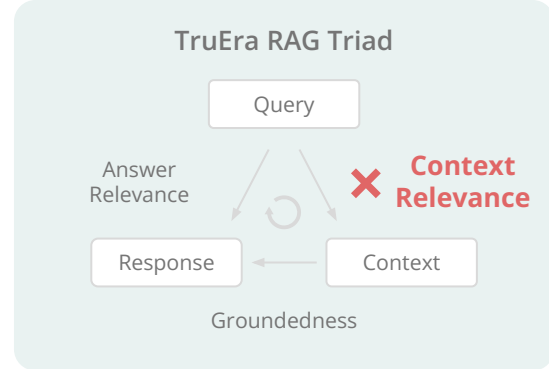 TruEra RAG Triad
Query
Answer
Relevance
Context
Relevance
Response
Context
Groundedness